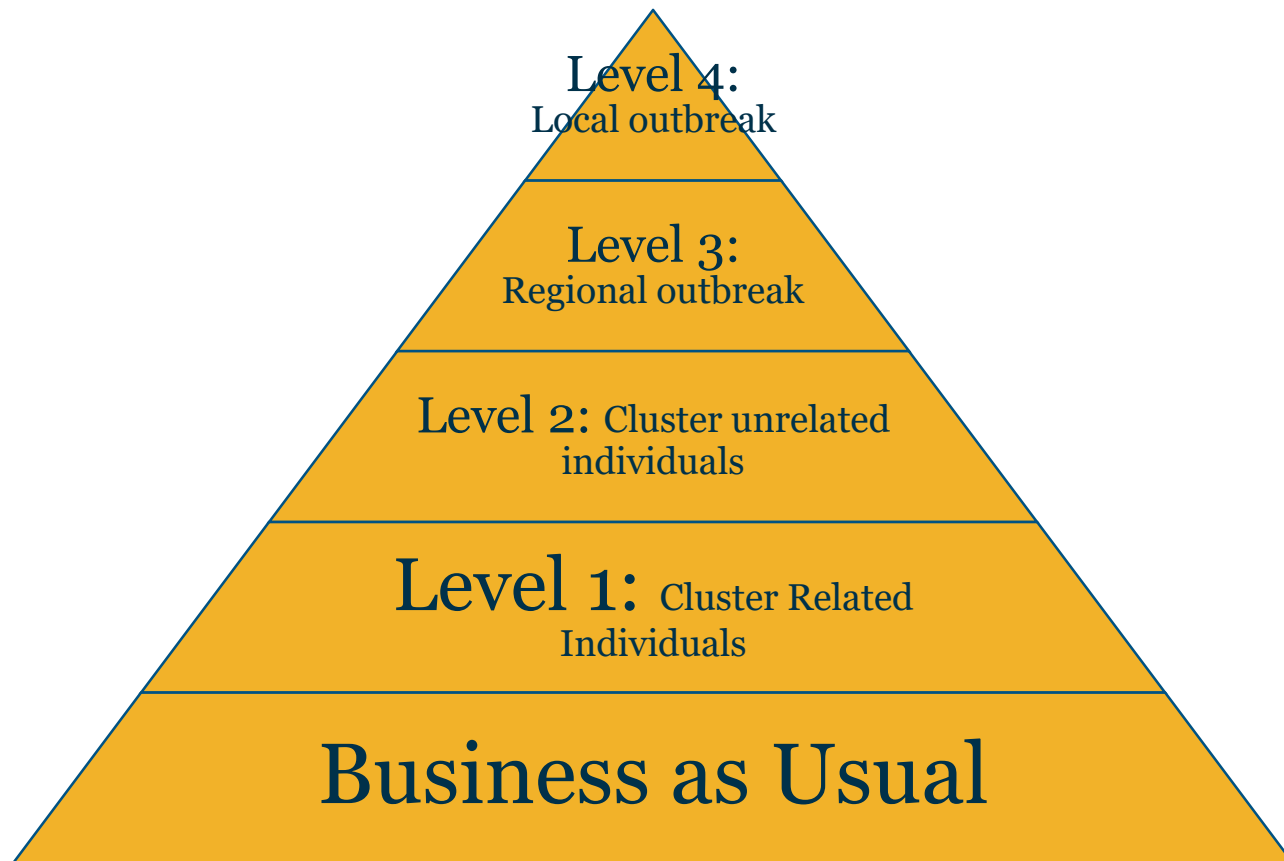 Level 4:
Local outbreak
Level 3:
Regional outbreak
Level 2: Cluster unrelated
individuals
Level 1: Cluster Related
Individuals
Business as Usual